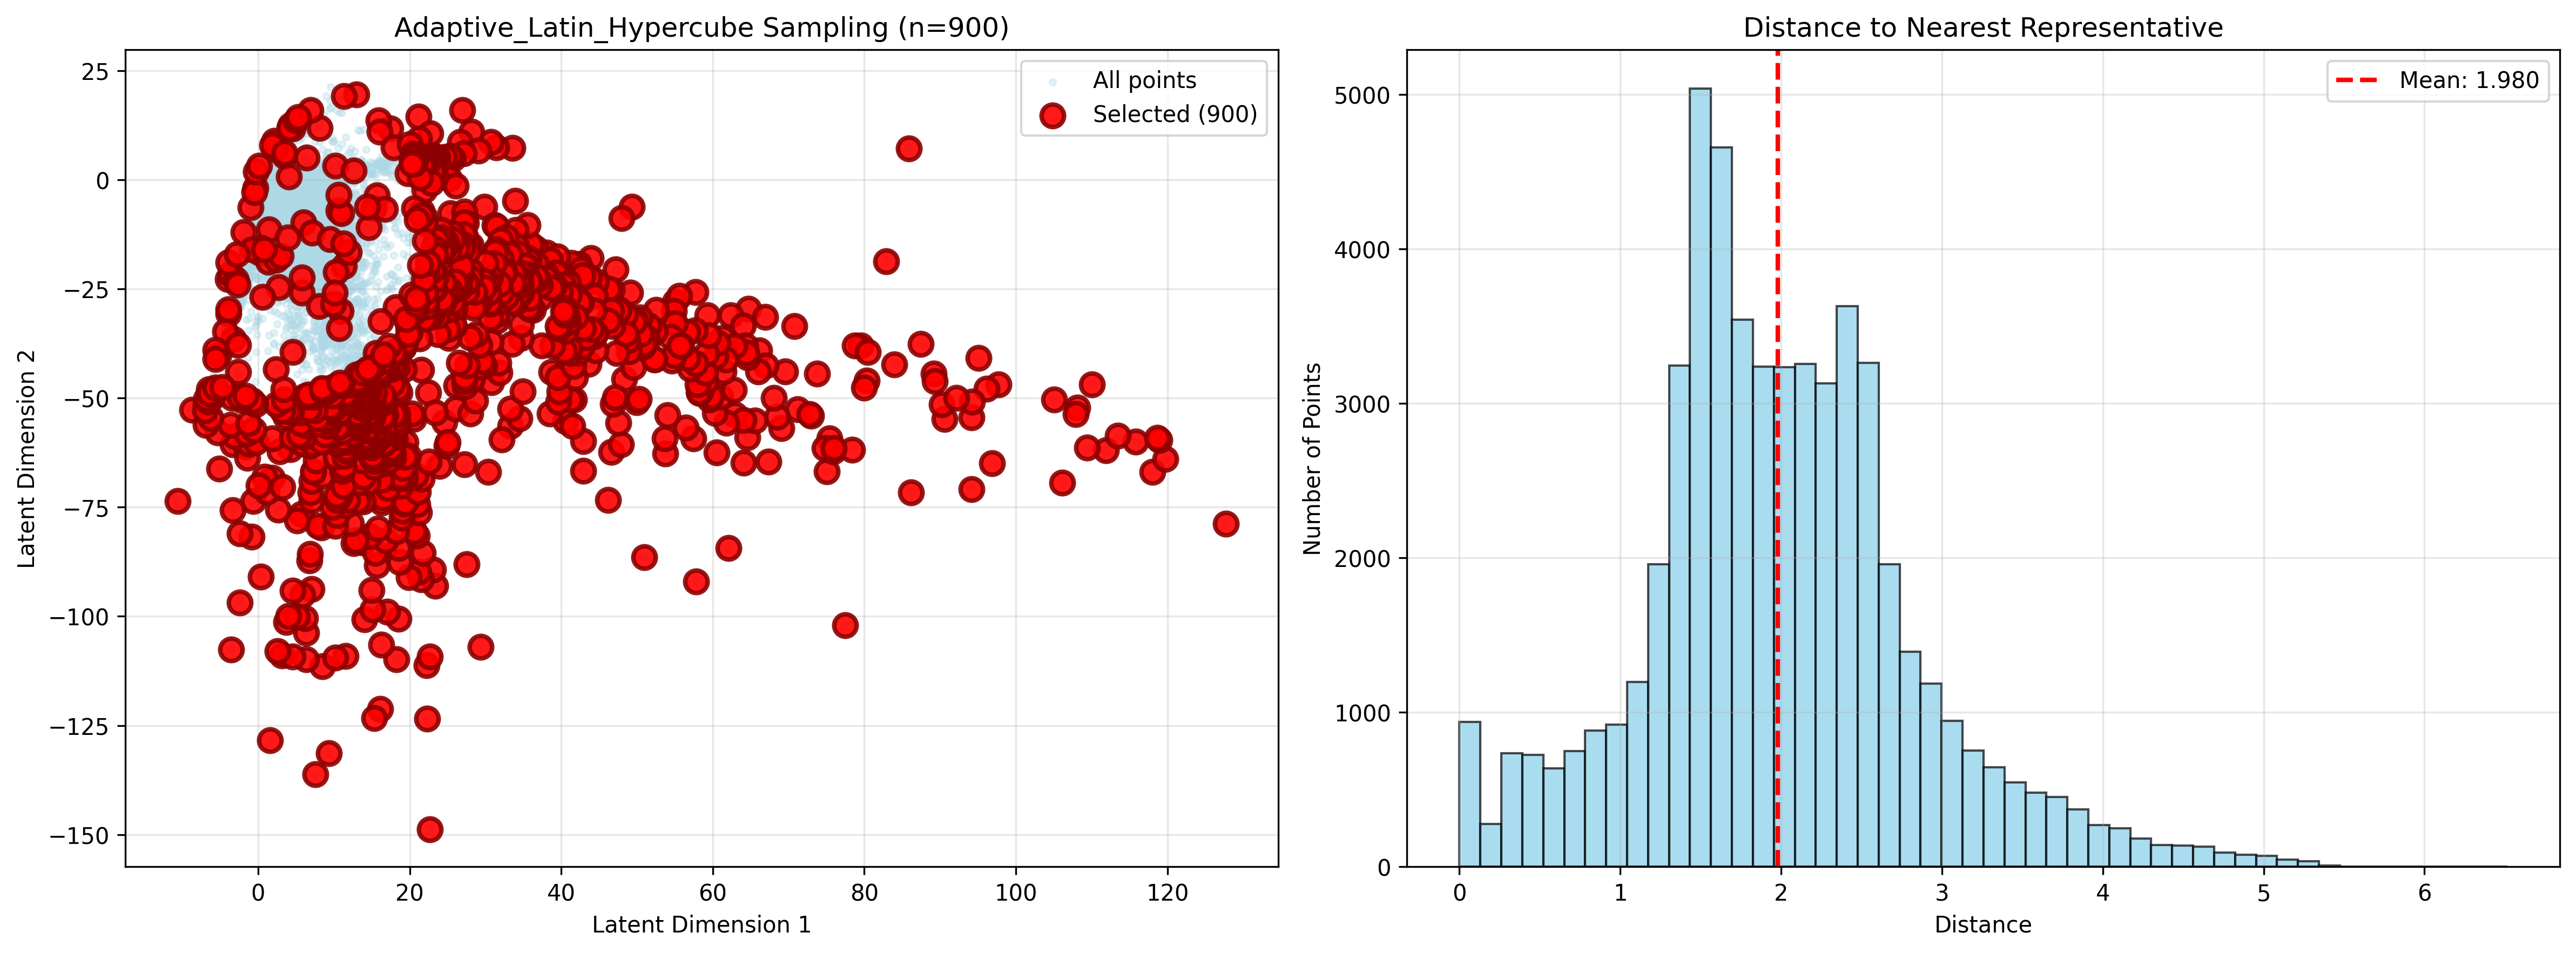 Adaptive_Latin_Hypercube Sampling (n=900)
All points
Selected (900)
25
0
−25
−50
−75
−100
−125
−150
Latent Dimension 2
0 20 40 60 80 100 120
Latent Dimension 1
Distance to Nearest Representative
Mean: 1.980
5000
4000
3000
2000
1000
0
Number of Points
0 1 2 3 4 5 6
Distance